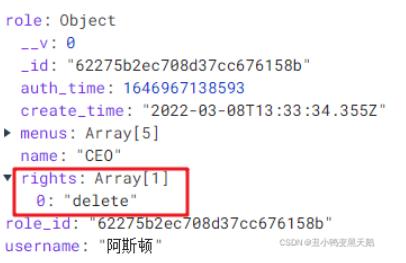 role: Object
__v: 0
_id: "62275b2ec708d37cc676158b"
auth_time: 1646967138593
create_time: "2022-03-08T13:33:34.355Z"
menus: Array[5]
name: "CEO"
rights: Array[1]
0: "delete"
role_id: "62275b2ec708d37cc676158b"
username: "阿斯顿"
CSDN @丑小鸭变黑天鹅